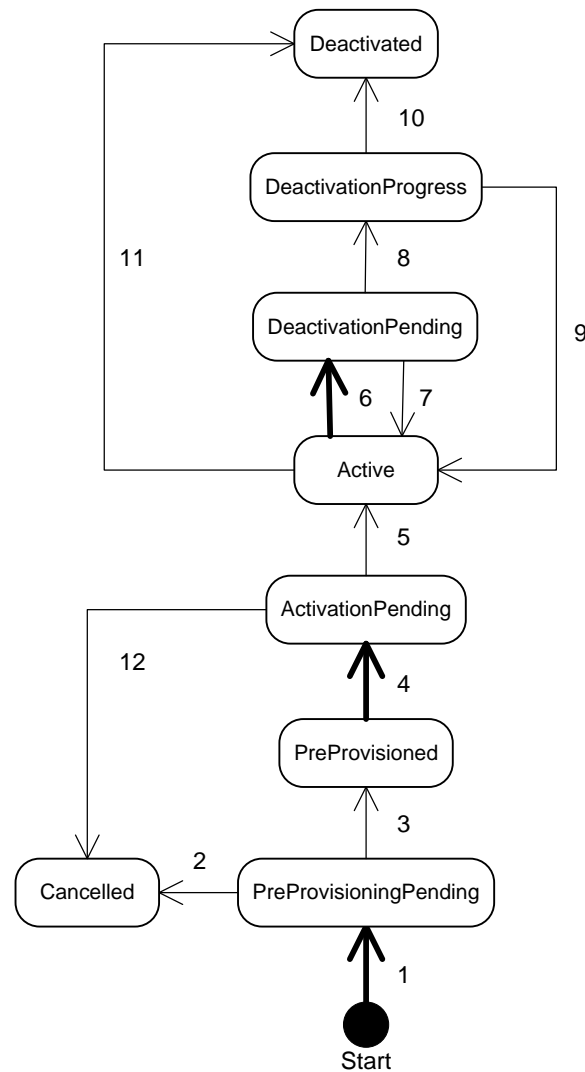 Deactivated
10
DeactivationProgress
11
8
DeactivationPending
9
6
7
Active
5
ActivationPending
12
4
PreProvisioned
3
2
Cancelled
PreProvisioningPending
1
Start